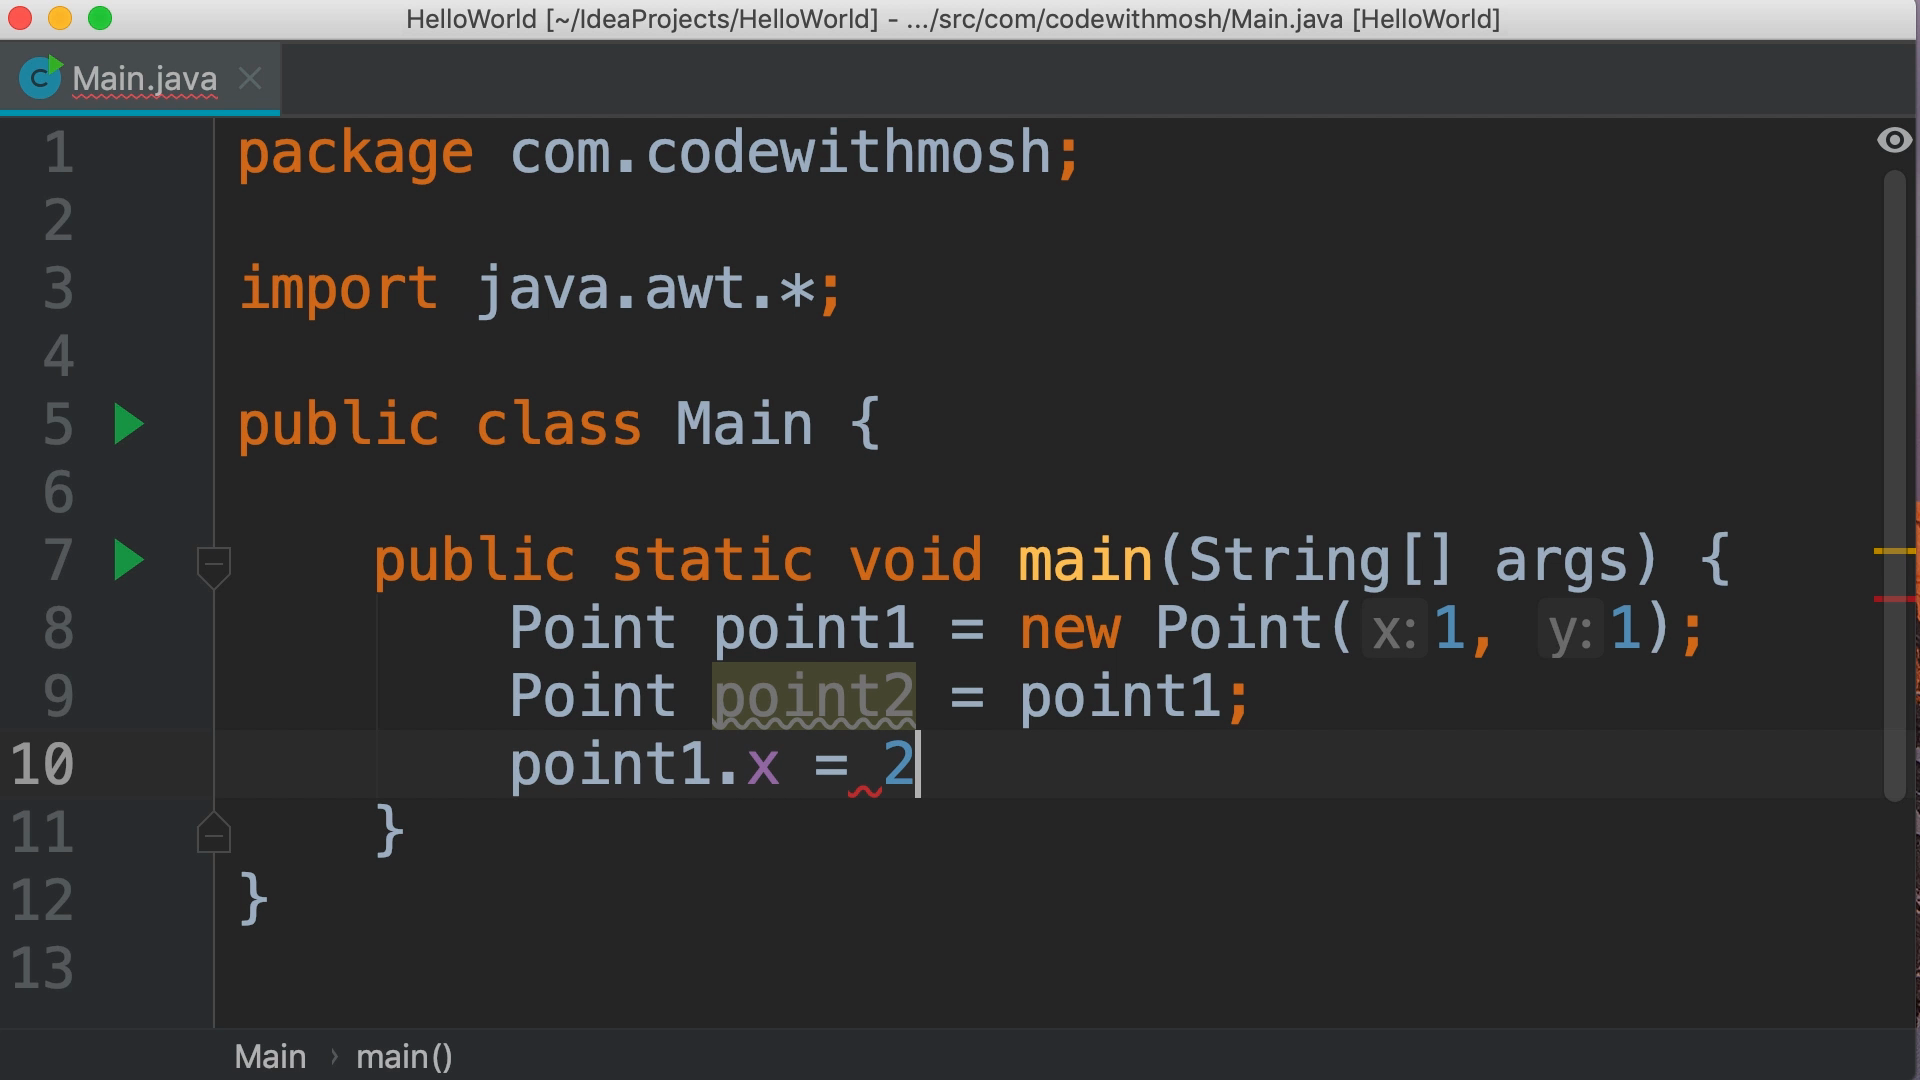 HelloWorld [~/IdeaProjects/HelloWorld] - .../src/com/codewithmosh/Main.java [HelloWorld]
C Main.java
1 package com.codewithmosh;
2
3 import java.awt.*;
4
5 public class Main {
6
7 public static void main(String[] args) {
8 Point point1 = new Point( x: 1, y: 1);
9 Point point2 = point1;
10 point1.x = 2
11 }
12 }
13
Main › main()